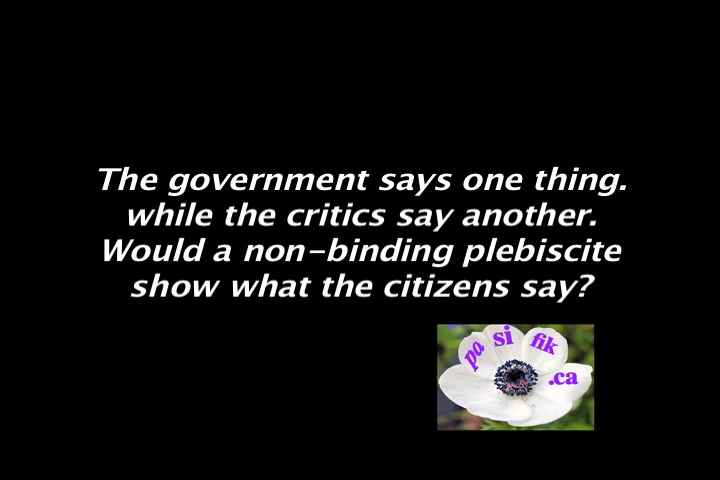 The government says one thing.
while the critics say another.
Would a non-binding plebiscite
show what the citizens say?
pa si fik
.ca